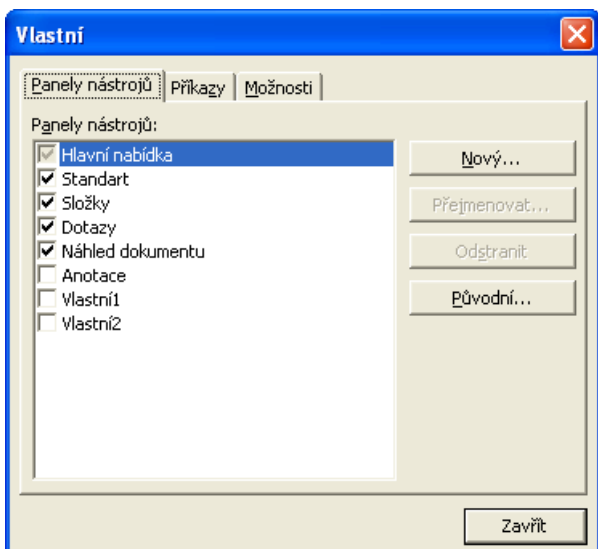 Vlastní
Panely nástrojů Příkazy Možnosti
Panely nástrojů:
Hlavní nabídka
Standart
Složky
Dotazy
Náhled dokumentu
Anotace
Vlastní1
Vlastní2
Nový...
Přejmenovat...
Odstranit
Původní...
Zavřít